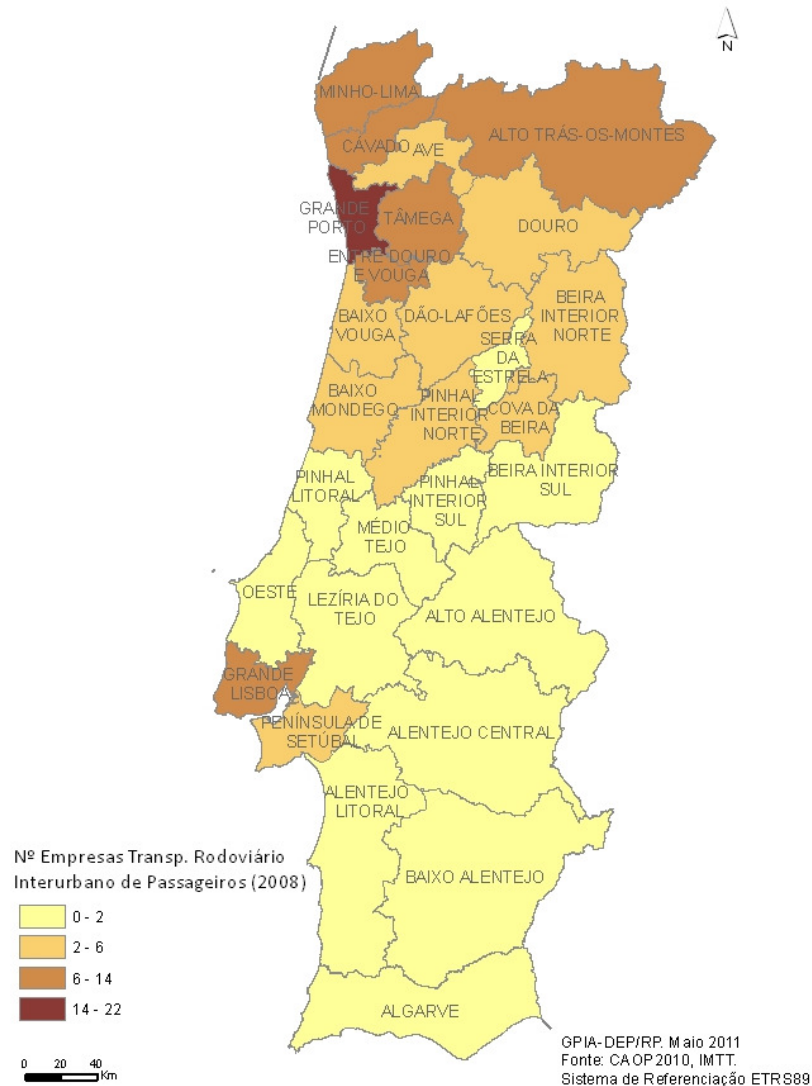 N
MINHO-LIMA
ALTO TRÁS-OS-MONTES
CÁVADO
AVE
GRANDE
PORTO
TÂMEGA
DOURO
ENTRE DOURO
E VOUGA
BAIXO
VOUGA
DÃO-LAFÕES
BEIRA
INTERIOR
NORTE
SERRA
DA
ESTRELA
BAIXO
MONDEGO
PINHAL
INTERIOR
NORTE
COVA DA
BEIRA
PINHAL
LITORAL
PINHAL
INTERIOR
SUL
BEIRA INTERIOR
SUL
MÉDIO
TEJO
OESTE
LEZÍRIA DO
TEJO
ALTO ALENTEJO
GRANDE
LISBOA
PENÍNSULA DE
SETÚBAL
ALENTEJO CENTRAL
ALENTEJO
LITORAL
BAIXO ALENTEJO
ALGARVE
Nº Empresas Transp. Rodoviário
Interurbano de Passageiros (2008)
0 - 2
2 - 6
6 - 14
14 - 22
0 20 40
Km
GPIA-DEP/RP. Maio 2011
Fonte: CAOP2010, IMTT.
Sistema de Referenciação ETRS89